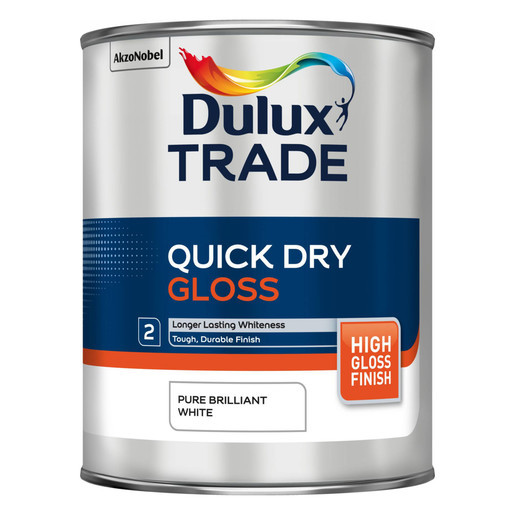 AkzoNobel
Dulux
TRADE
QUICK DRY
GLOSS
2
Longer Lasting Whiteness
Tough, Durable Finish
HIGH
GLOSS
FINISH
PURE BRILLIANT
WHITE